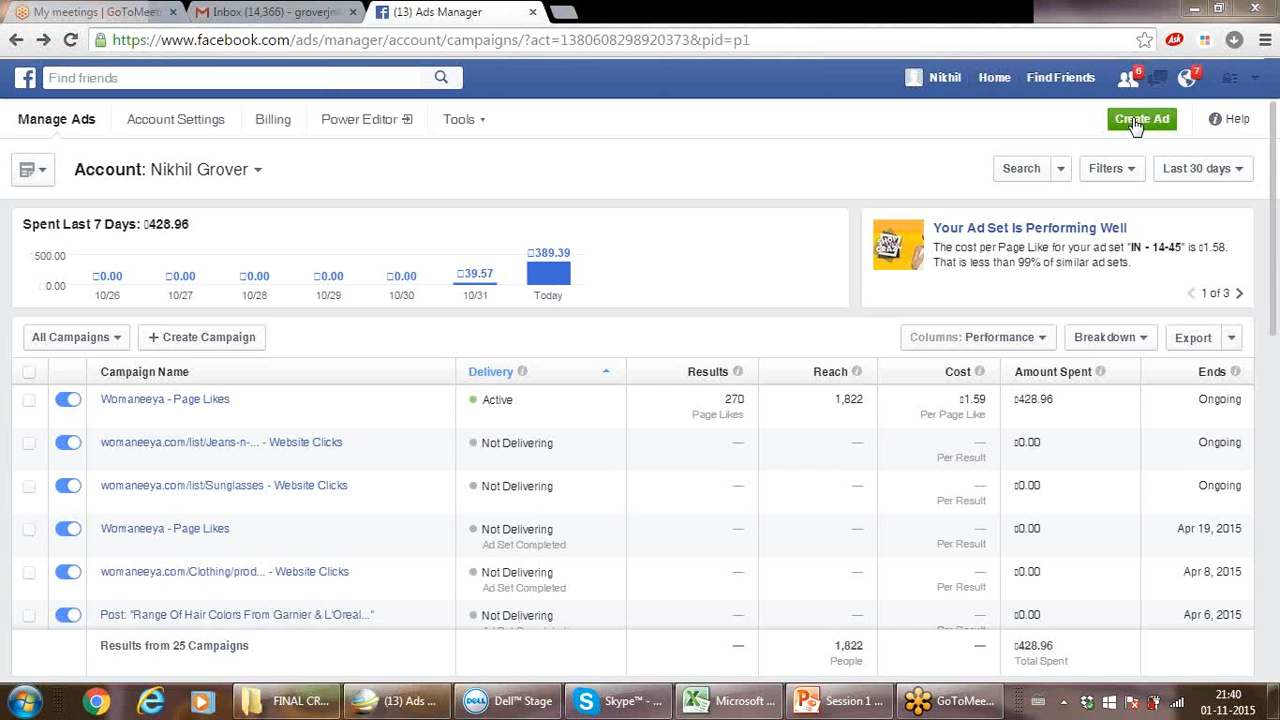 My meetings | GoToMeeti
Inbox (14,366) - groverjnik
(13) Ads Manager
https://www.facebook.com/ads/manager/account/campaigns/?act=1380608298920373&pid=p1
Ask
Find friends
Nikhil
Home
Find Friends
6
7
Manage Ads
Account Settings
Billing
Power Editor
Tools
Create Ad
Help
Account: Nikhil Grover
Search
Filters
Last 30 days
Spent Last 7 Days: ▯428.96
500.00
0.00
▯0.00
▯0.00
▯0.00
▯0.00
▯0.00
▯39.57
▯389.39
10/26
10/27
10/28
10/29
10/30
10/31
Today
Your Ad Set Is Performing Well
The cost per Page Like for your ad set "IN - 14-45" is ▯1.58.
That is less than 99% of similar ad sets.
1 of 3
All Campaigns
+ Create Campaign
Columns: Performance
Breakdown
Export
Campaign Name
Delivery
Results
Reach
Cost
Amount Spent
Ends
Womaneeya - Page Likes
Active
270
Page Likes
1,822
▯1.59
Per Page Like
▯428.96
Ongoing
womaneeya.com/list/Jeans-n-... - Website Clicks
Not Delivering
—
—
—
Per Result
▯0.00
Ongoing
womaneeya.com/list/Sunglasses - Website Clicks
Not Delivering
—
—
—
Per Result
▯0.00
Ongoing
Womaneeya - Page Likes
Not Delivering
Ad Set Completed
—
—
—
Per Result
▯0.00
Apr 19, 2015
womaneeya.com/Clothing/prod... - Website Clicks
Not Delivering
Ad Set Completed
—
—
—
Per Result
▯0.00
Apr 8, 2015
Post: "Range Of Hair Colors From Garnier & L'Oreal..."
Not Delivering
—
—
—
▯0.00
Apr 6, 2015
Results from 25 Campaigns
—
1,822
People
—
▯428.96
Total Spent
FINAL CR...
(13) Ads ...
Dell™ Stage
Skype™ - ...
Microsoft ...
Session 1 ...
GoToMee...
21:40
01-11-2015